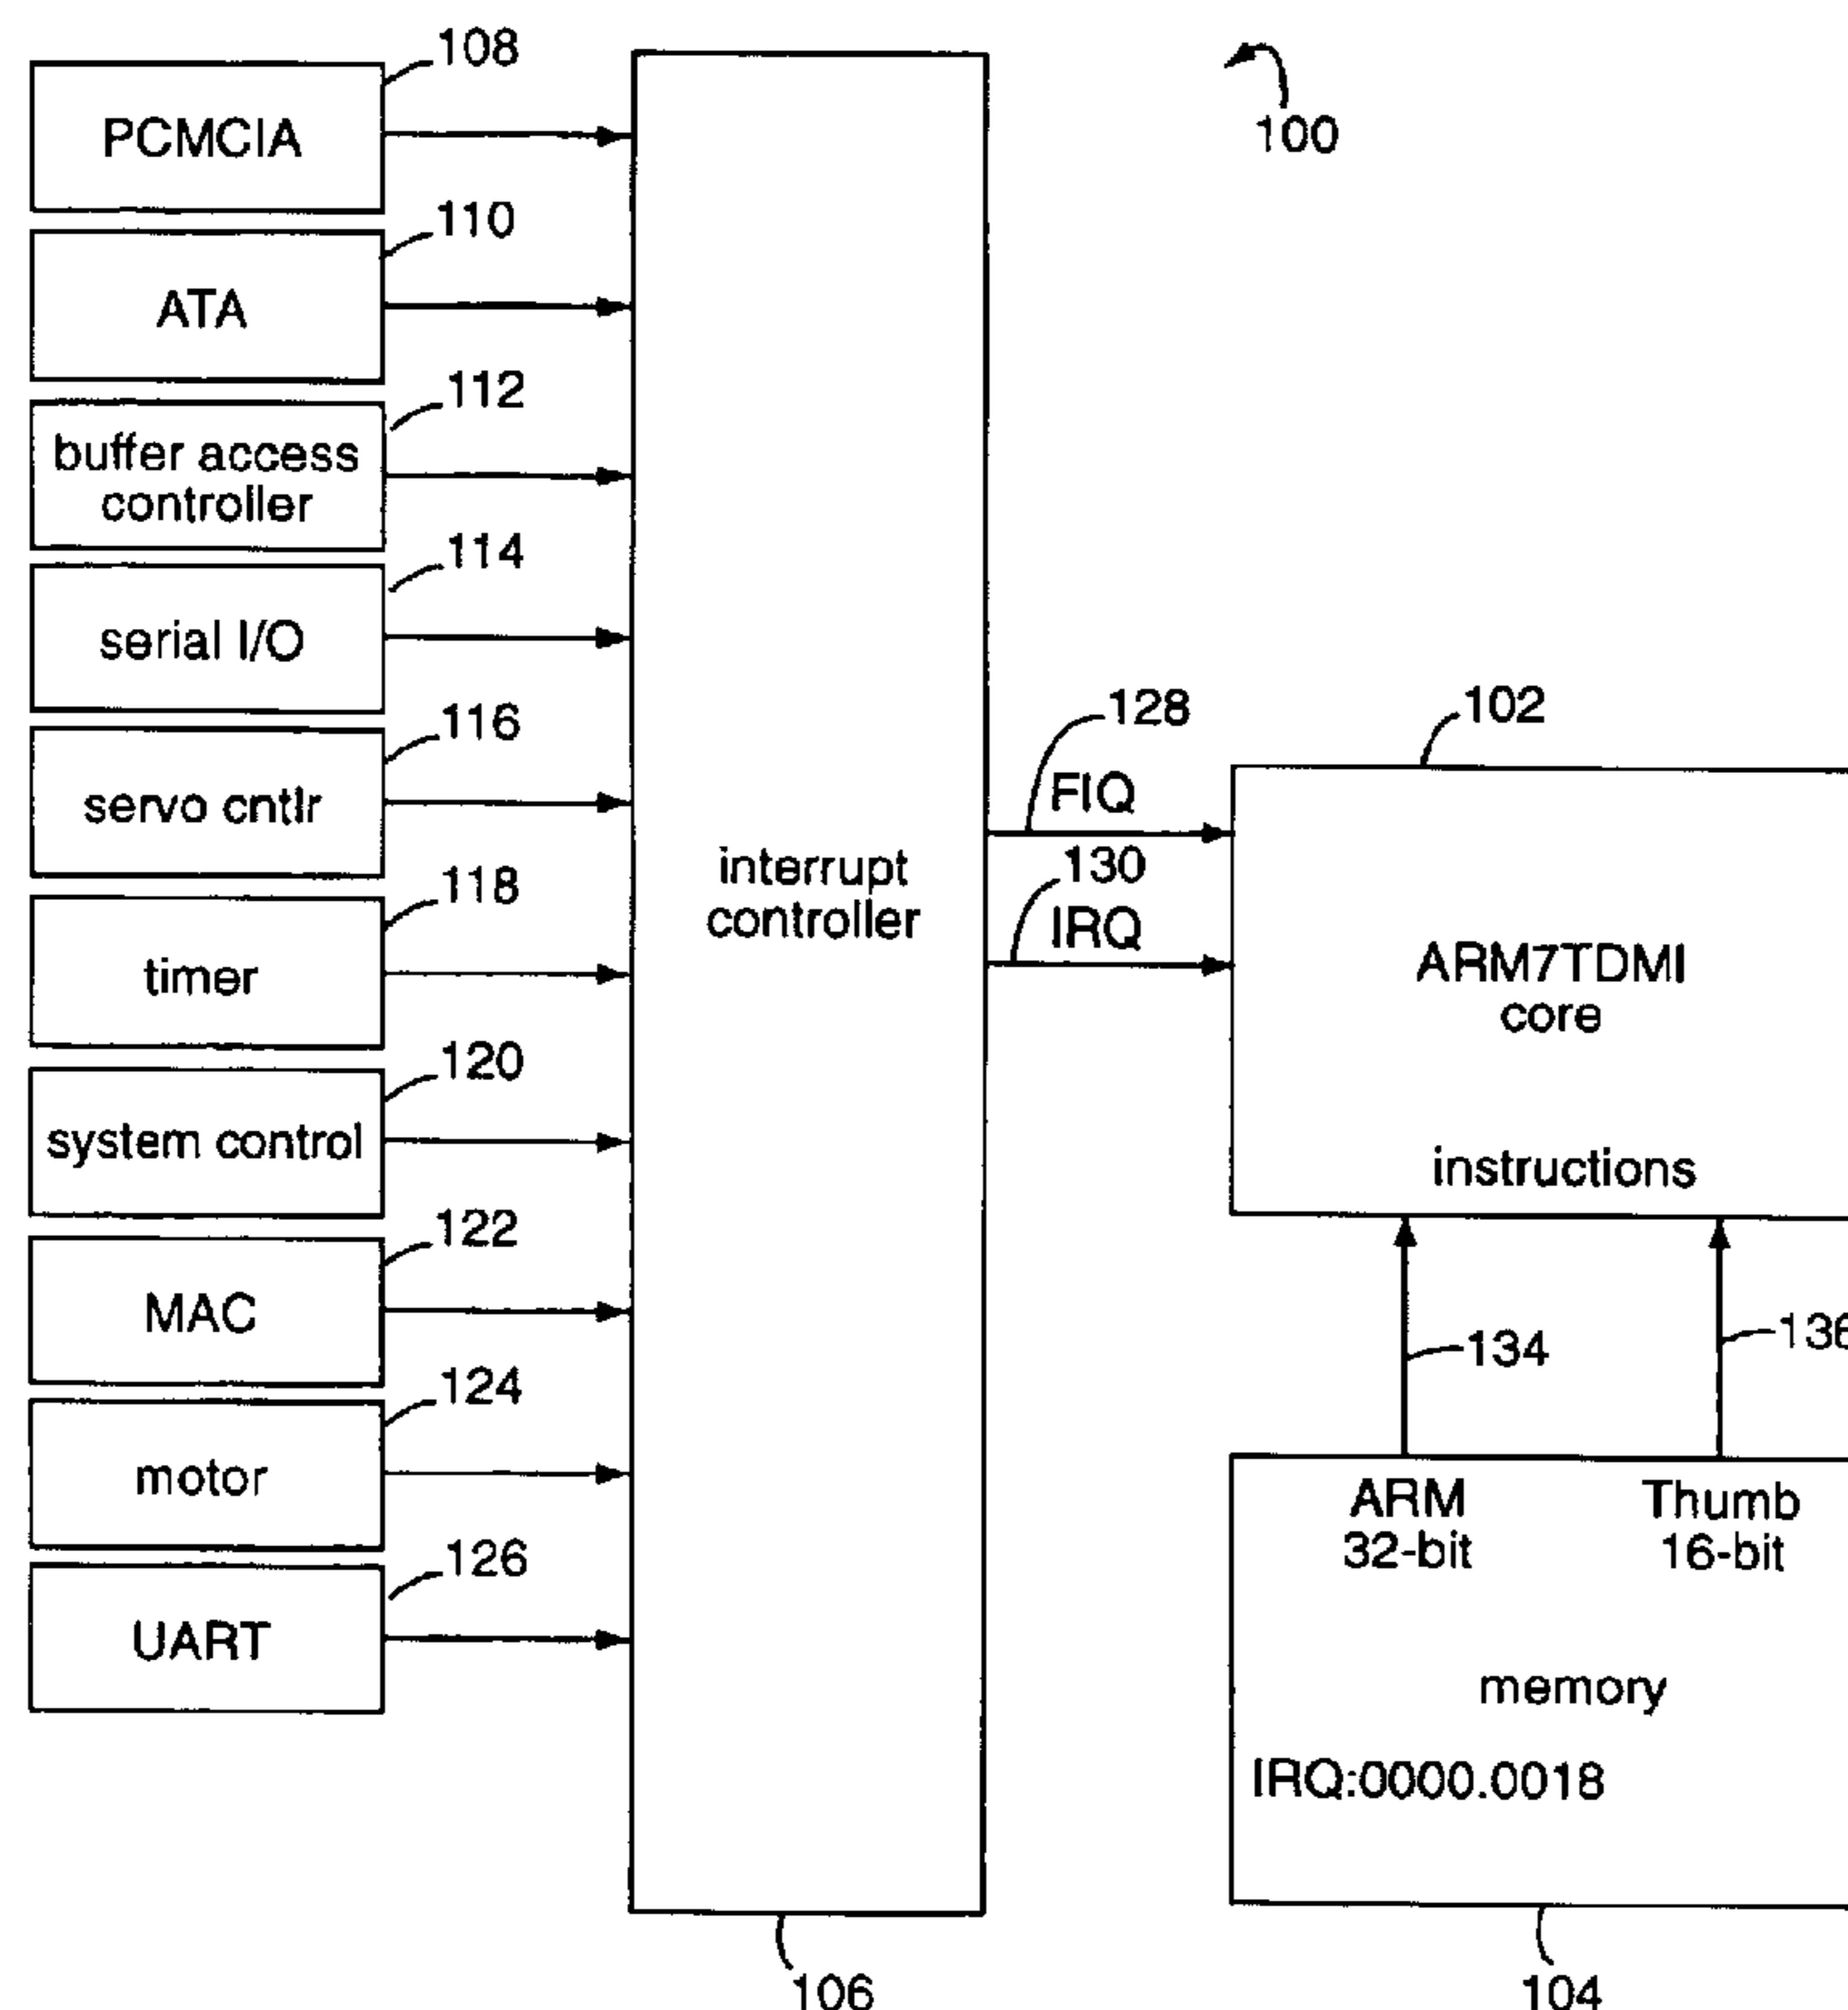 108
PCMCIA
100
110
ATA
112
buffer access
controller
114
serial I/O
116
servo cntlr
118
timer
120
system control
122
MAC
124
motor
126
UART
interrupt
controller
106
128
FIQ
130
IRQ
102
ARM7TDMI
core
instructions
134
136
ARM
32-bit
Thumb
16-bit
memory
IRQ:0000.0018
104